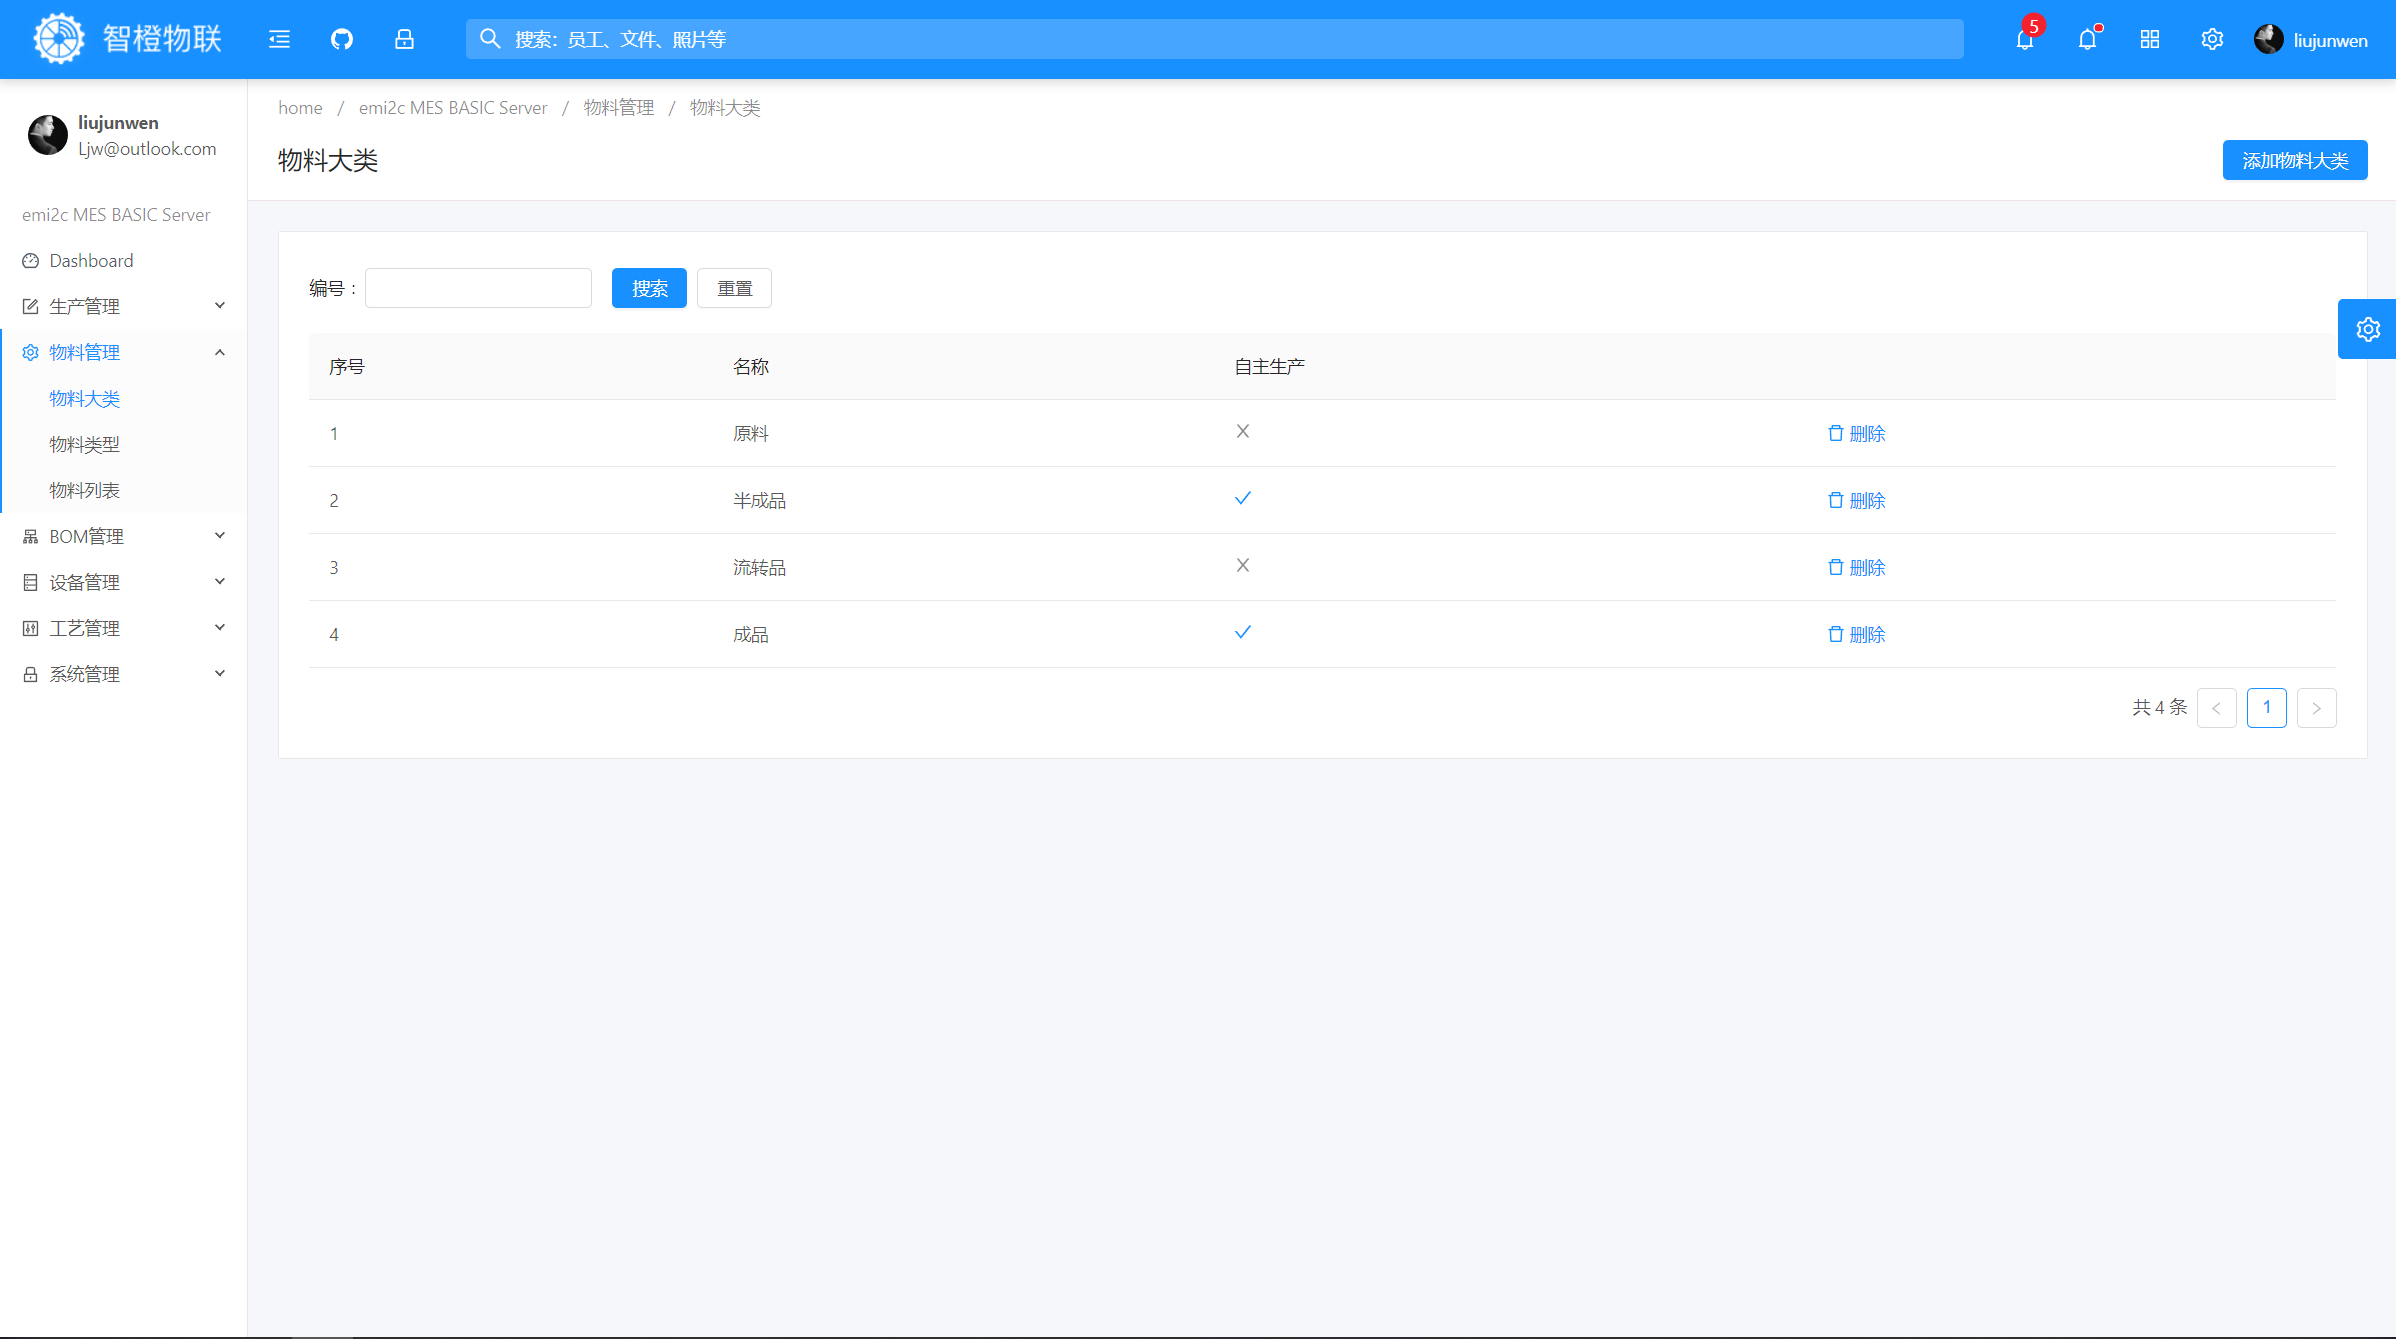 智橙物联
搜索：员工、文件、照片等
5
liujunwen
liujunwen
Ljw@outlook.com
emi2c MES BASIC Server
Dashboard
生产管理
物料管理
物料大类
物料类型
物料列表
BOM管理
设备管理
工艺管理
系统管理
home / emi2c MES BASIC Server / 物料管理 / 物料大类
物料大类
添加物料大类
编号 :
搜索
重置
序号 名称 自主生产
1 原料 删除
2 半成品 删除
3 流转品 删除
4 成品 删除
共 4 条 < 1 >